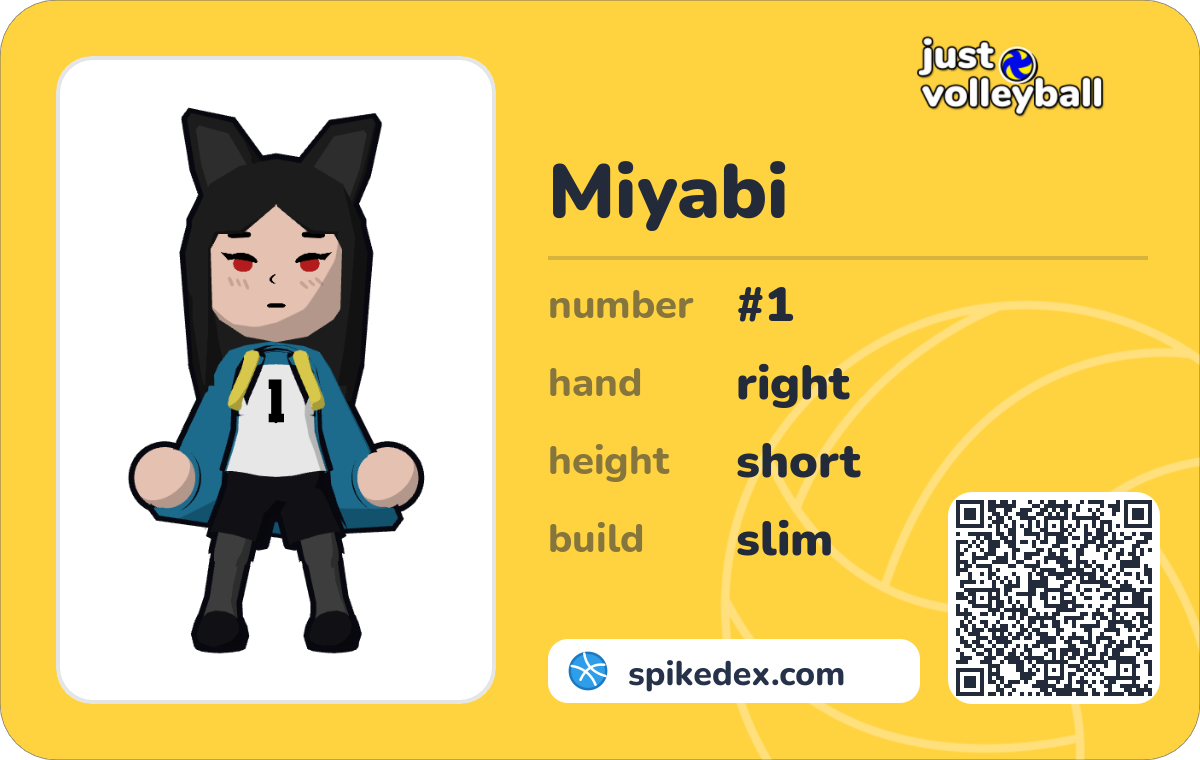 just
volleyball
Miyabi
number #1
hand right
height short
build slim
1
spikedex.com